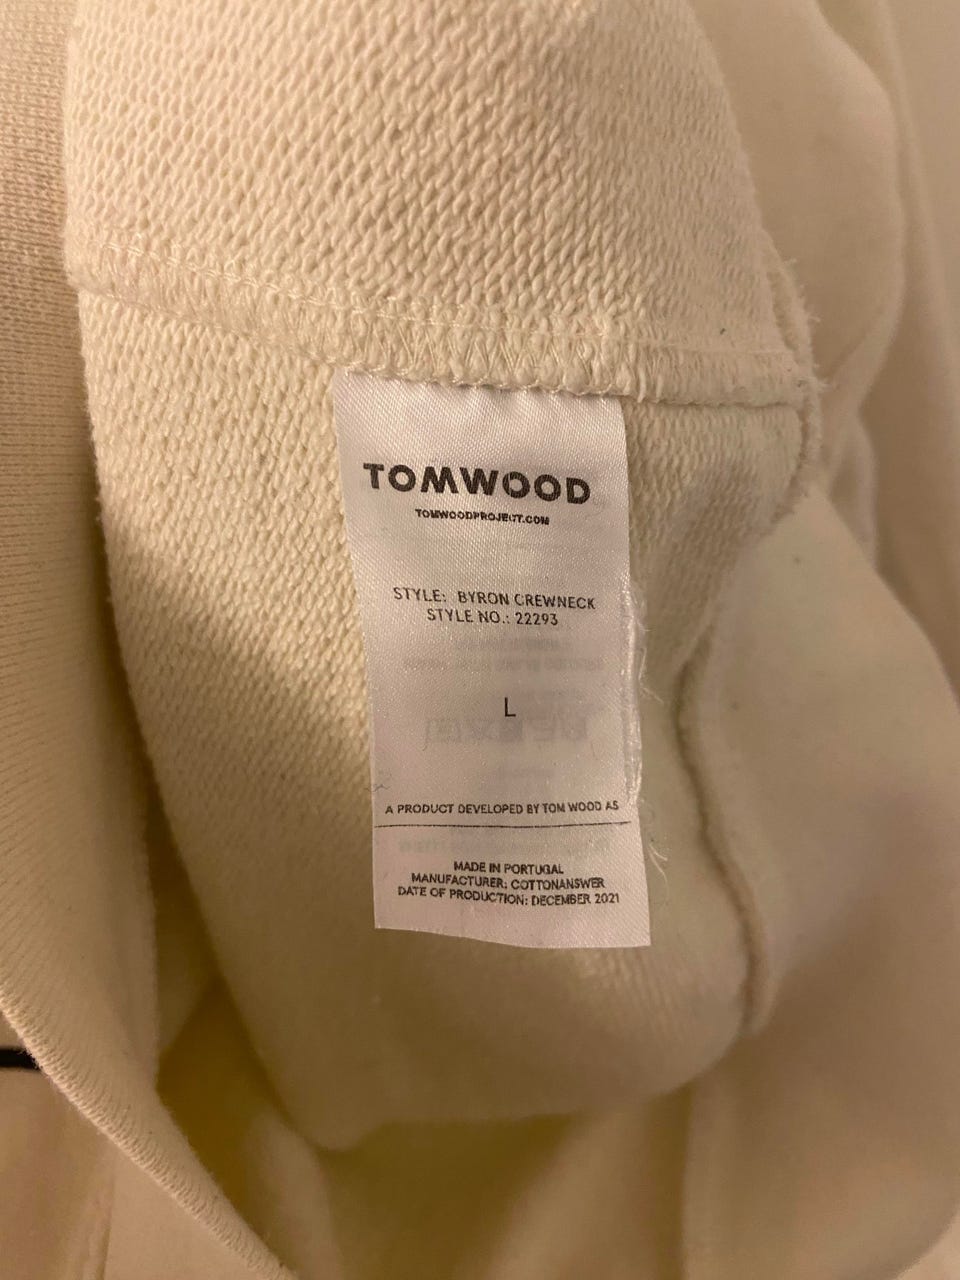 TOMWOOD
TOMWOODPROJECT.COM
STYLE: BYRON CREWNECK
STYLE NO.: 22293
L
A PRODUCT DEVELOPED BY TOM WOOD AS
MADE IN PORTUGAL
MANUFACTURER: COTTONANSWER
DATE OF PRODUCTION: DECEMBER 2021